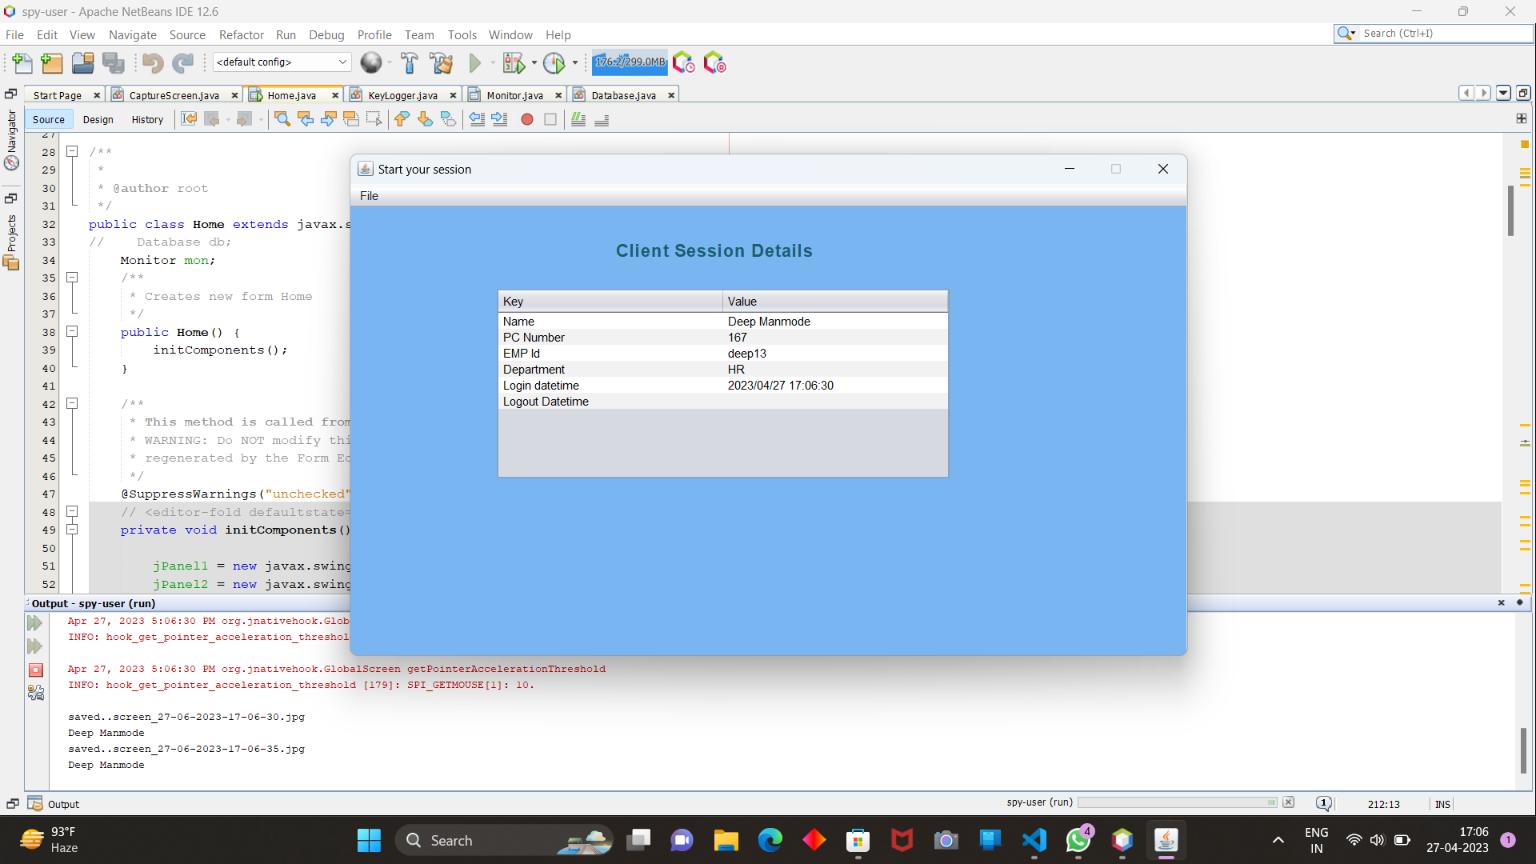 spy-user - Apache NetBeans IDE 12.6
File Edit View Navigate Source Refactor Run Debug Profile Team Tools Window Help
Search (Ctrl+I)
<default config>
176.2/299.0MB
Start Page CaptureScreen.java Home.java KeyLogger.java Monitor.java Database.java
Source Design History
Navigator
Projects
27
28 /**
29 *
30 * @author root
31 */
32 public class Home extends javax.s
33 // Database db;
34 Monitor mon;
35 /**
36 * Creates new form Home
37 */
38 public Home() {
39 initComponents();
40 }
41
42 /**
43 * This method is called from
44 * WARNING: Do NOT modify thi
45 * regenerated by the Form Ed
46 */
47 @SuppressWarnings("unchecked"
48 // <editor-fold defaultstate=
49 private void initComponents()
50
51 jPanel1 = new javax.swing
52 jPanel2 = new javax.swing
Start your session
File
Client Session Details
Key Value
Name Deep Manmode
PC Number 167
EMP Id deep13
Department HR
Login datetime 2023/04/27 17:06:30
Logout Datetime
Output - spy-user (run)
Apr 27, 2023 5:06:30 PM org.jnativehook.Glob
INFO: hook_get_pointer_acceleration_threshol
Apr 27, 2023 5:06:30 PM org.jnativehook.GlobalScreen getPointerAccelerationThreshold
INFO: hook_get_pointer_acceleration_threshold [179]: SPI_GETMOUSE[1]: 10.
saved..screen_27-06-2023-17-06-30.jpg
Deep Manmode
saved..screen_27-06-2023-17-06-35.jpg
Deep Manmode
Output
spy-user (run)
1
212:13
INS
93°F
Haze
Search
4
ENG
IN
17:06
27-04-2023
1